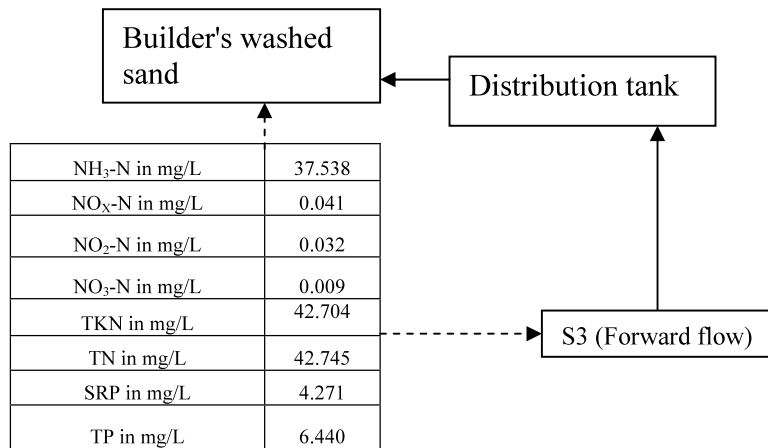 Builder's washed
sand
Distribution tank
NH₃-N in mg/L 37.538
NOₓ-N in mg/L 0.041
NO₂-N in mg/L 0.032
NO₃-N in mg/L 0.009
TKN in mg/L 42.704
TN in mg/L 42.745
SRP in mg/L 4.271
TP in mg/L 6.440
S3 (Forward flow)